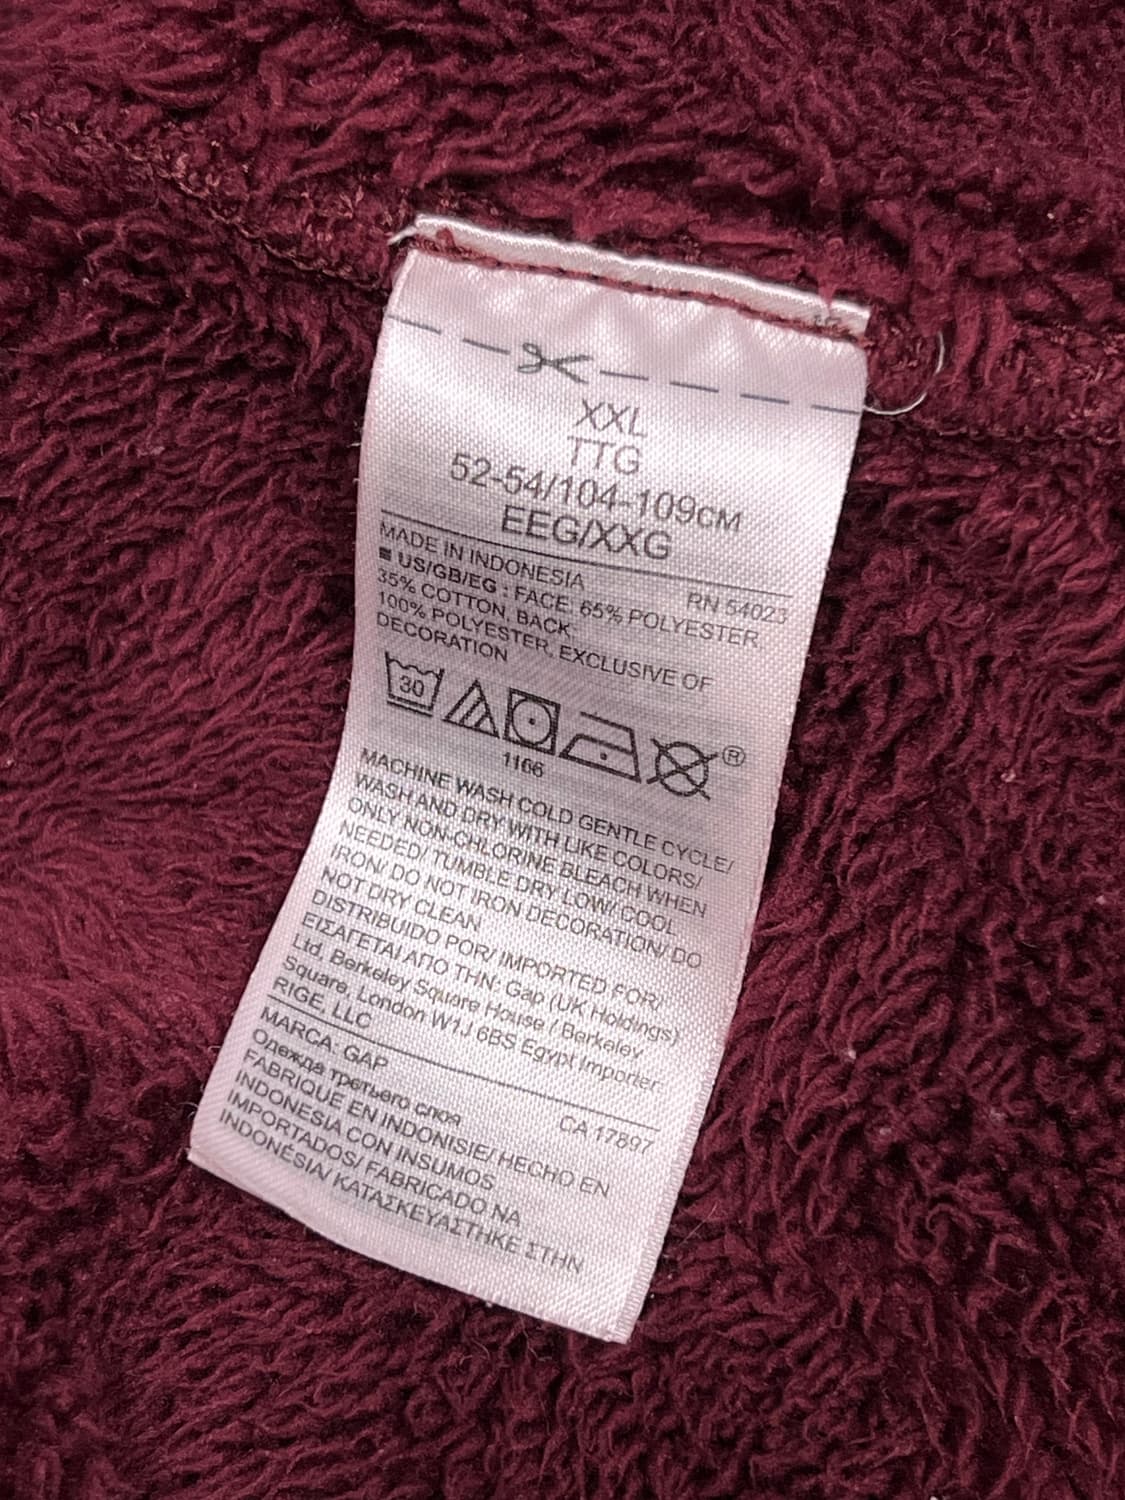 XXL
TTG
52-54/104-109см
EEG/XXG
MADE IN INDONESIA RN 54023
■ US/GB/EG : FACE: 65% POLYESTER,
35% COTTON, BACK:
100% POLYESTER, EXCLUSIVE OF
DECORATION
30
®
1106
MACHINE WASH COLD GENTLE CYCLE/
WASH AND DRY WITH LIKE COLORS/
ONLY NON-CHLORINE BLEACH WHEN
NEEDED/ TUMBLE DRY LOW/ COOL
IRON/ DO NOT IRON DECORATION/ DO
NOT DRY CLEAN
DISTRIBUIDO POR/ IMPORTED FOR/
ΕΙΣΑΓΕΤΑΙ ΑΠΟ ΤΗΝ: Gap (UK Holdings)
Ltd, Berkeley Square House / Berkeley
Square, London W1J 6BS Egypt Importer:
RIGE, LLC
MARCA: GAP CA 17897
Одежда третьего слоя
FABRIQUE EN INDONISIE/ HECHO EN
INDONESIA CON INSUMOS
IMPORTADOS/ FABRICADO NA
INDONÉSIA/ ΚΑΤΑΣΚΕΥΑΣΤΗΚΕ ΣΤΗΝ